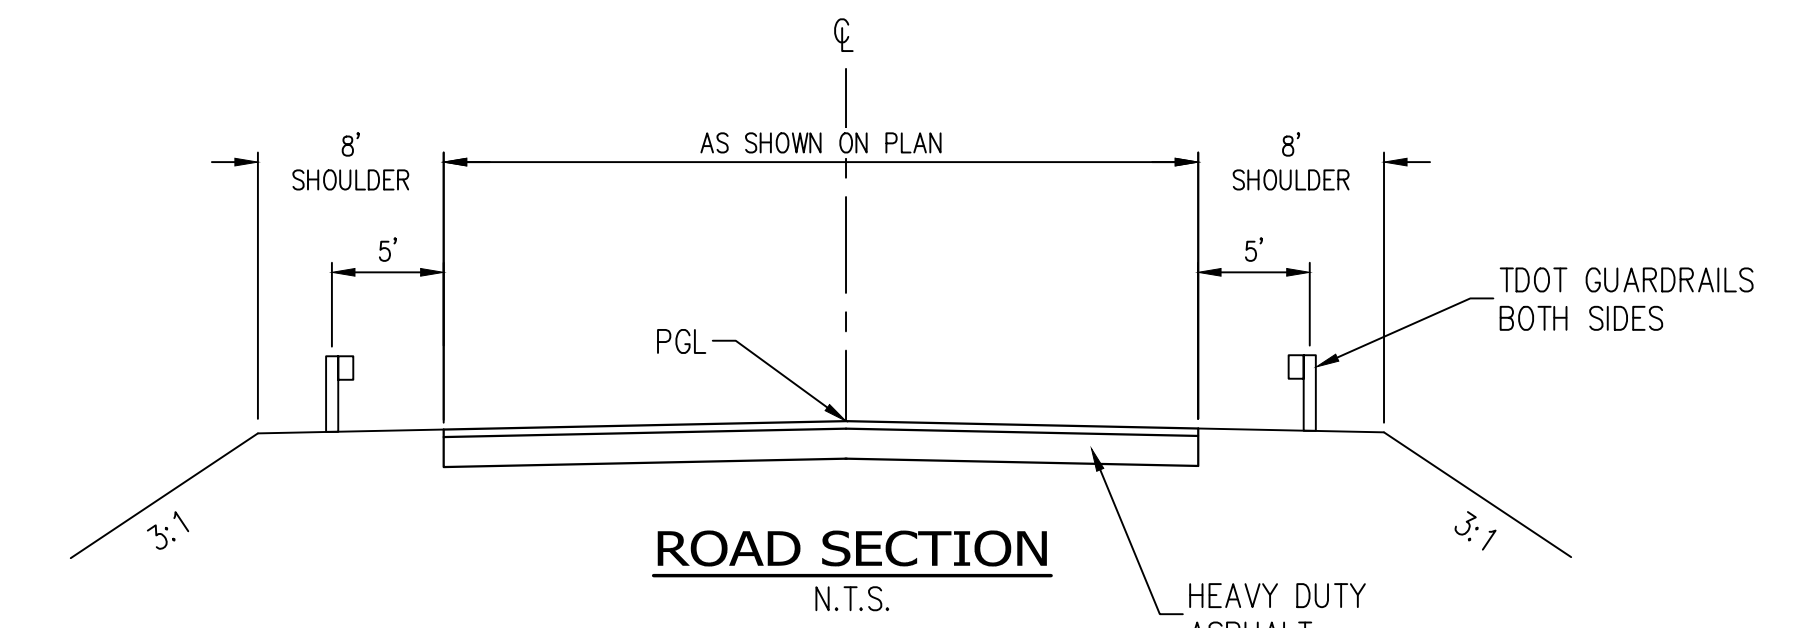 ℄
AS SHOWN ON PLAN
8'
SHOULDER
8'
SHOULDER
5'
5'
TDOT GUARDRAILS
BOTH SIDES
PGL
3:1
3:1
ROAD SECTION
N.T.S.
HEAVY DUTY
ASPHALT